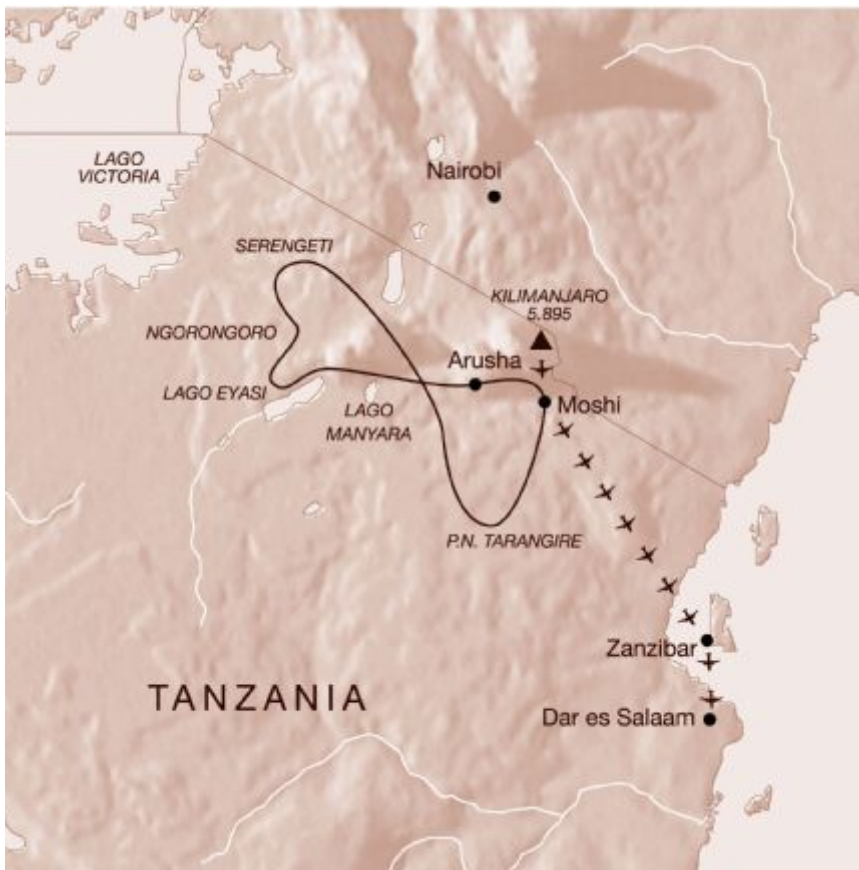 LAGO
VICTORIA
Nairobi
SERENGETI
KILIMANJARO
5.895
NGORONGORO
Arusha
LAGO EYASI
LAGO
MANYARA
Moshi
P.N. TARANGIRE
Zanzibar
TANZANIA
Dar es Salaam